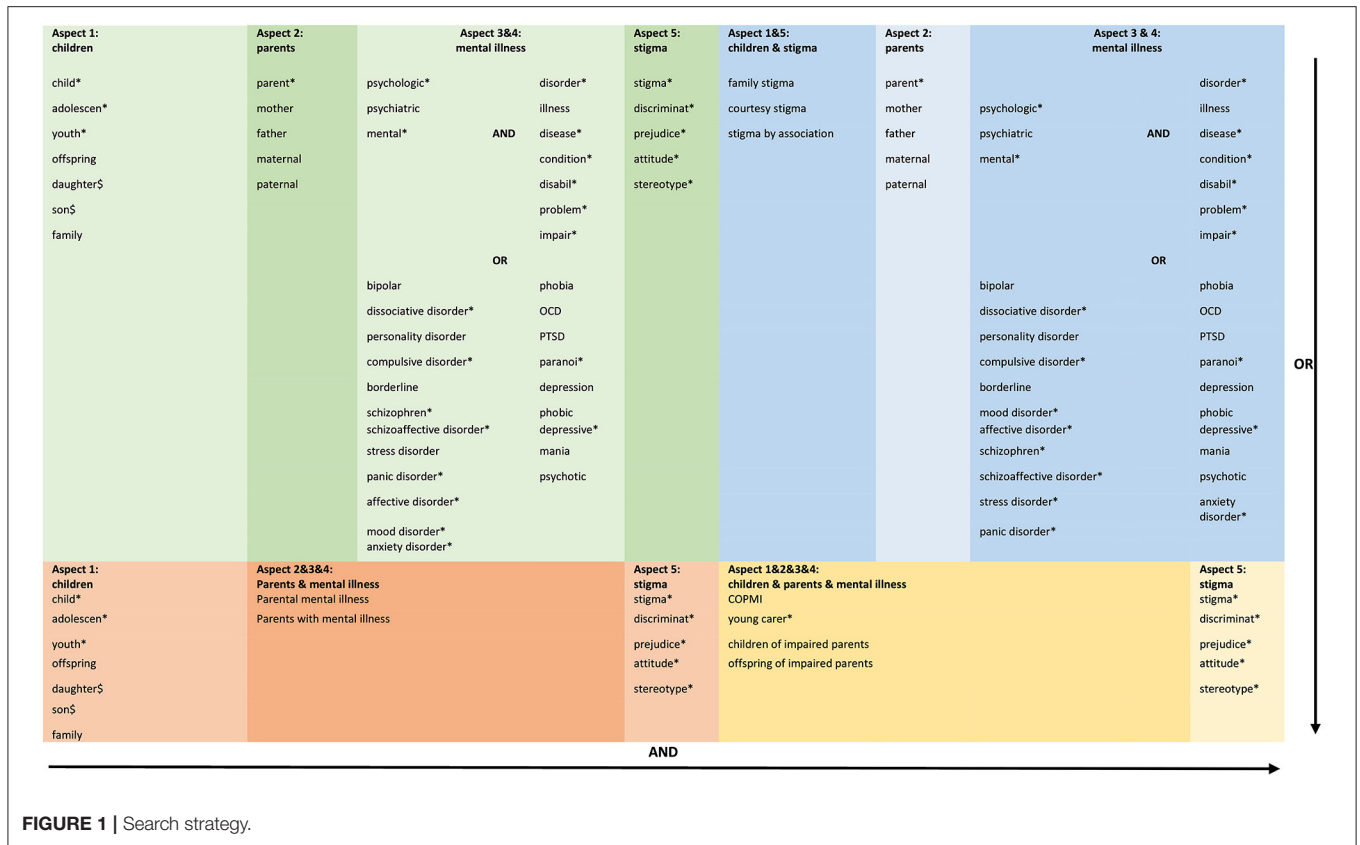 Aspect 1:
children
child*
adolescen*
youth*
offspring
daughter$
son$
family
Aspect 2:
parents
parent*
mother
father
maternal
paternal
Aspect 3&4:
mental illness
psychologic*
psychiatric
mental*
AND
disorder*
illness
disease*
condition*
disabil*
problem*
impair*
OR
bipolar
dissociative disorder*
personality disorder
compulsive disorder*
borderline
schizophren*
schizoaffective disorder*
stress disorder
panic disorder*
affective disorder*
mood disorder*
anxiety disorder*
phobia
OCD
PTSD
paranoi*
depression
phobic
depressive*
mania
psychotic
Aspect 5:
stigma
stigma*
discriminat*
prejudice*
attitude*
stereotype*
Aspect 1&5:
children & stigma
family stigma
courtesy stigma
stigma by association
Aspect 2:
parents
parent*
mother
father
maternal
paternal
Aspect 3 & 4:
mental illness
psychologic*
psychiatric
mental*
AND
disorder*
illness
disease*
condition*
disabil*
problem*
impair*
OR
bipolar
dissociative disorder*
personality disorder
compulsive disorder*
borderline
mood disorder*
affective disorder*
schizophren*
schizoaffective disorder*
stress disorder*
panic disorder*
phobia
OCD
PTSD
paranoi*
depression
phobic
depressive*
mania
psychotic
anxiety
disorder*
OR
Aspect 1:
children
child*
adolescen*
youth*
offspring
daughter$
son$
family
Aspect 2&3&4:
Parents & mental illness
Parental mental illness
Parents with mental illness
Aspect 5:
stigma
stigma*
discriminat*
prejudice*
attitude*
stereotype*
Aspect 1&2&3&4:
children & parents & mental illness
COPMI
young carer*
children of impaired parents
offspring of impaired parents
Aspect 5:
stigma
stigma*
discriminat*
prejudice*
attitude*
stereotype*
AND
FIGURE 1 | Search strategy.